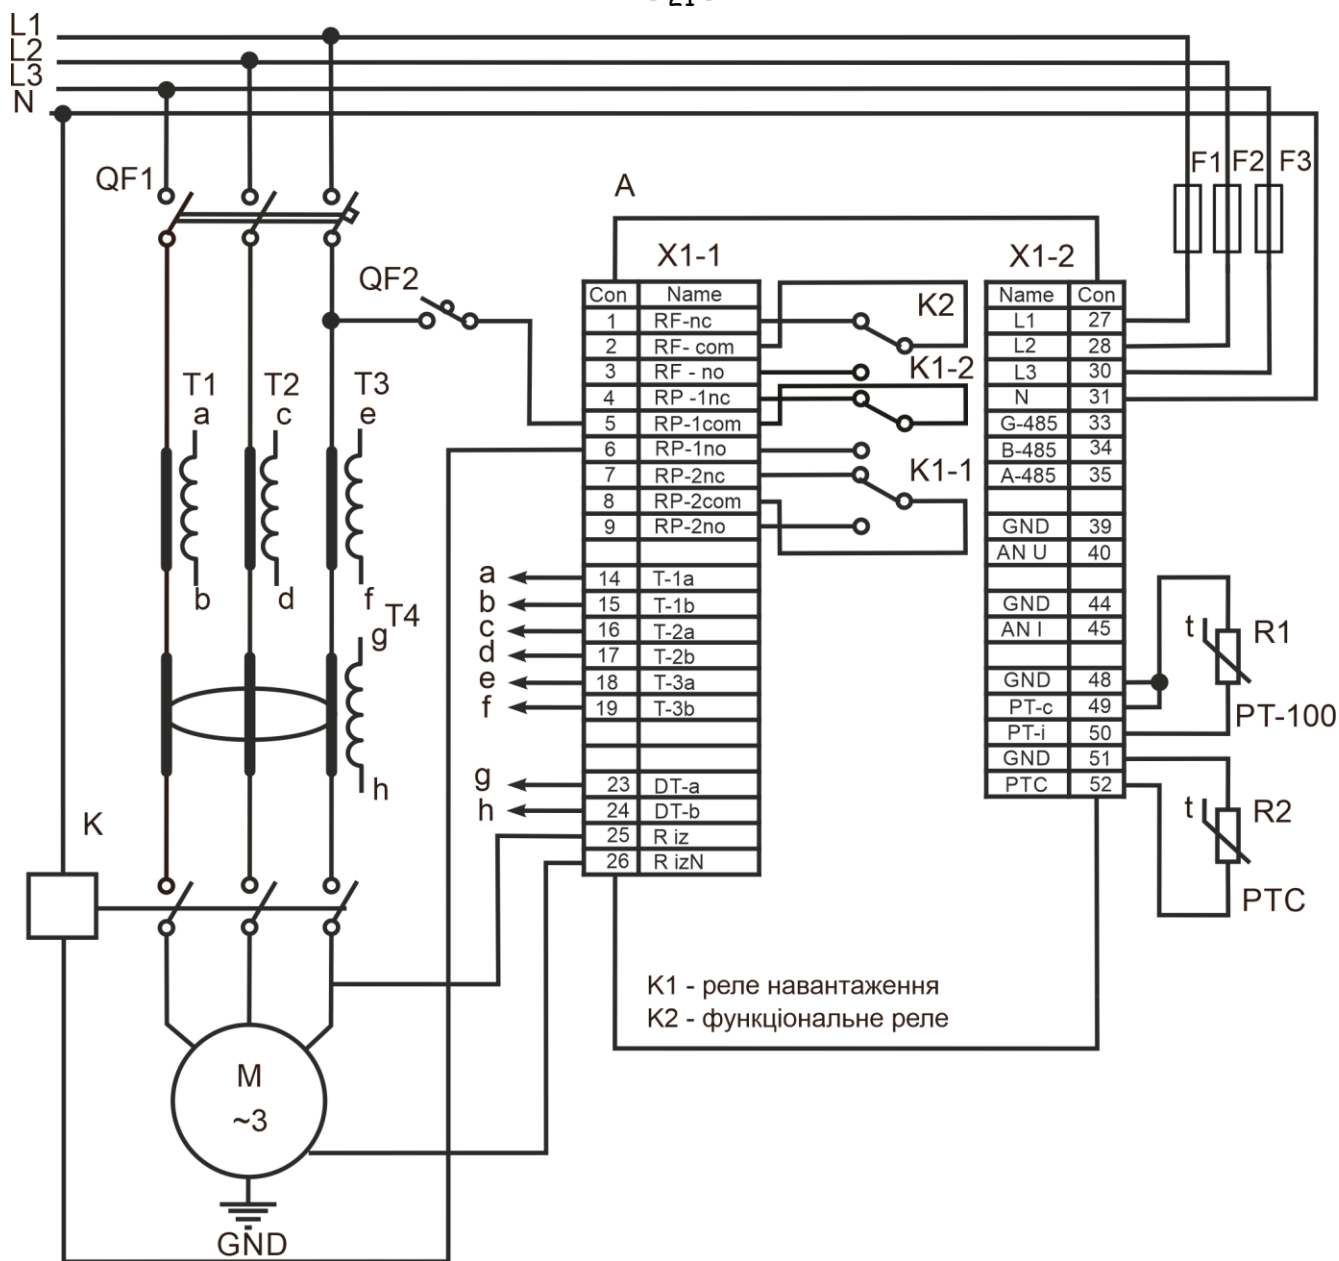 - 21 -
L1
L2
L3
N
QF1
QF2
F1 F2 F3
A
X1-1
Con Name
1 RF-nc
2 RF- com
3 RF - no
4 RP -1nc
5 RP-1com
6 RP-1no
7 RP-2nc
8 RP-2com
9 RP-2no
14 T-1a
15 T-1b
16 T-2a
17 T-2b
18 T-3a
19 T-3b
23 DT-a
24 DT-b
25 R iz
26 R izN
K2
K1-2
K1-1
X1-2
Name Con
L1 27
L2 28
L3 30
N 31
G-485 33
B-485 34
A-485 35
GND 39
AN U 40
GND 44
AN I 45
GND 48
PT-c 49
PT-i 50
GND 51
PTC 52
T1 T2 T3
a c e
b d f
T4
g
h
a
b
c
d
e
f
g
h
t R1
PT-100
t R2
PTC
K
M
~3
GND
K1 - реле навантаження
K2 - функціональне реле